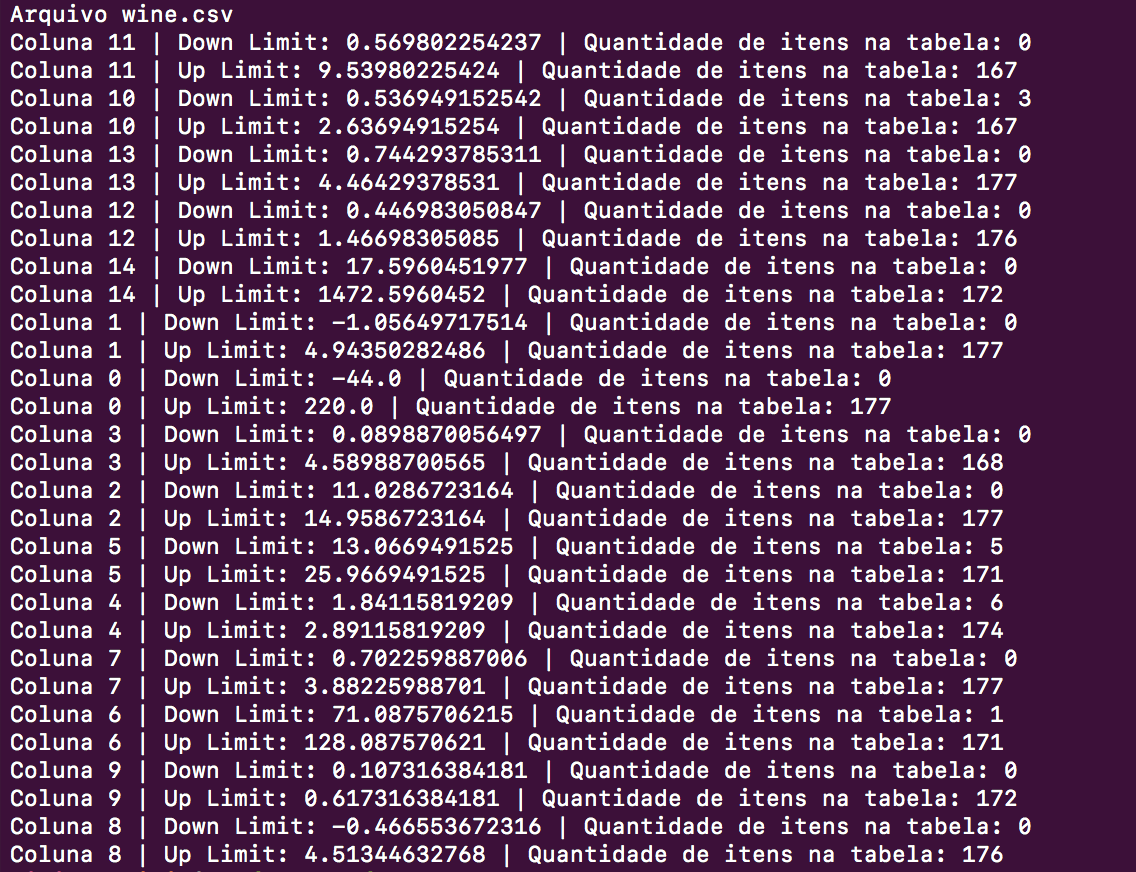 Arquivo wine.csv
Coluna 11 | Down Limit: 0.569802254237 | Quantidade de itens na tabela: 0
Coluna 11 | Up Limit: 9.53980225424 | Quantidade de itens na tabela: 167
Coluna 10 | Down Limit: 0.536949152542 | Quantidade de itens na tabela: 3
Coluna 10 | Up Limit: 2.63694915254 | Quantidade de itens na tabela: 167
Coluna 13 | Down Limit: 0.744293785311 | Quantidade de itens na tabela: 0
Coluna 13 | Up Limit: 4.46429378531 | Quantidade de itens na tabela: 177
Coluna 12 | Down Limit: 0.446983050847 | Quantidade de itens na tabela: 0
Coluna 12 | Up Limit: 1.46698305085 | Quantidade de itens na tabela: 176
Coluna 14 | Down Limit: 17.5960451977 | Quantidade de itens na tabela: 0
Coluna 14 | Up Limit: 1472.5960452 | Quantidade de itens na tabela: 172
Coluna 1 | Down Limit: -1.05649717514 | Quantidade de itens na tabela: 0
Coluna 1 | Up Limit: 4.94350282486 | Quantidade de itens na tabela: 177
Coluna 0 | Down Limit: -44.0 | Quantidade de itens na tabela: 0
Coluna 0 | Up Limit: 220.0 | Quantidade de itens na tabela: 177
Coluna 3 | Down Limit: 0.0898870056497 | Quantidade de itens na tabela: 0
Coluna 3 | Up Limit: 4.58988700565 | Quantidade de itens na tabela: 168
Coluna 2 | Down Limit: 11.0286723164 | Quantidade de itens na tabela: 0
Coluna 2 | Up Limit: 14.9586723164 | Quantidade de itens na tabela: 177
Coluna 5 | Down Limit: 13.0669491525 | Quantidade de itens na tabela: 5
Coluna 5 | Up Limit: 25.9669491525 | Quantidade de itens na tabela: 171
Coluna 4 | Down Limit: 1.84115819209 | Quantidade de itens na tabela: 6
Coluna 4 | Up Limit: 2.89115819209 | Quantidade de itens na tabela: 174
Coluna 7 | Down Limit: 0.702259887006 | Quantidade de itens na tabela: 0
Coluna 7 | Up Limit: 3.88225988701 | Quantidade de itens na tabela: 177
Coluna 6 | Down Limit: 71.0875706215 | Quantidade de itens na tabela: 1
Coluna 6 | Up Limit: 128.087570621 | Quantidade de itens na tabela: 171
Coluna 9 | Down Limit: 0.107316384181 | Quantidade de itens na tabela: 0
Coluna 9 | Up Limit: 0.617316384181 | Quantidade de itens na tabela: 172
Coluna 8 | Down Limit: -0.466553672316 | Quantidade de itens na tabela: 0
Coluna 8 | Up Limit: 4.51344632768 | Quantidade de itens na tabela: 176